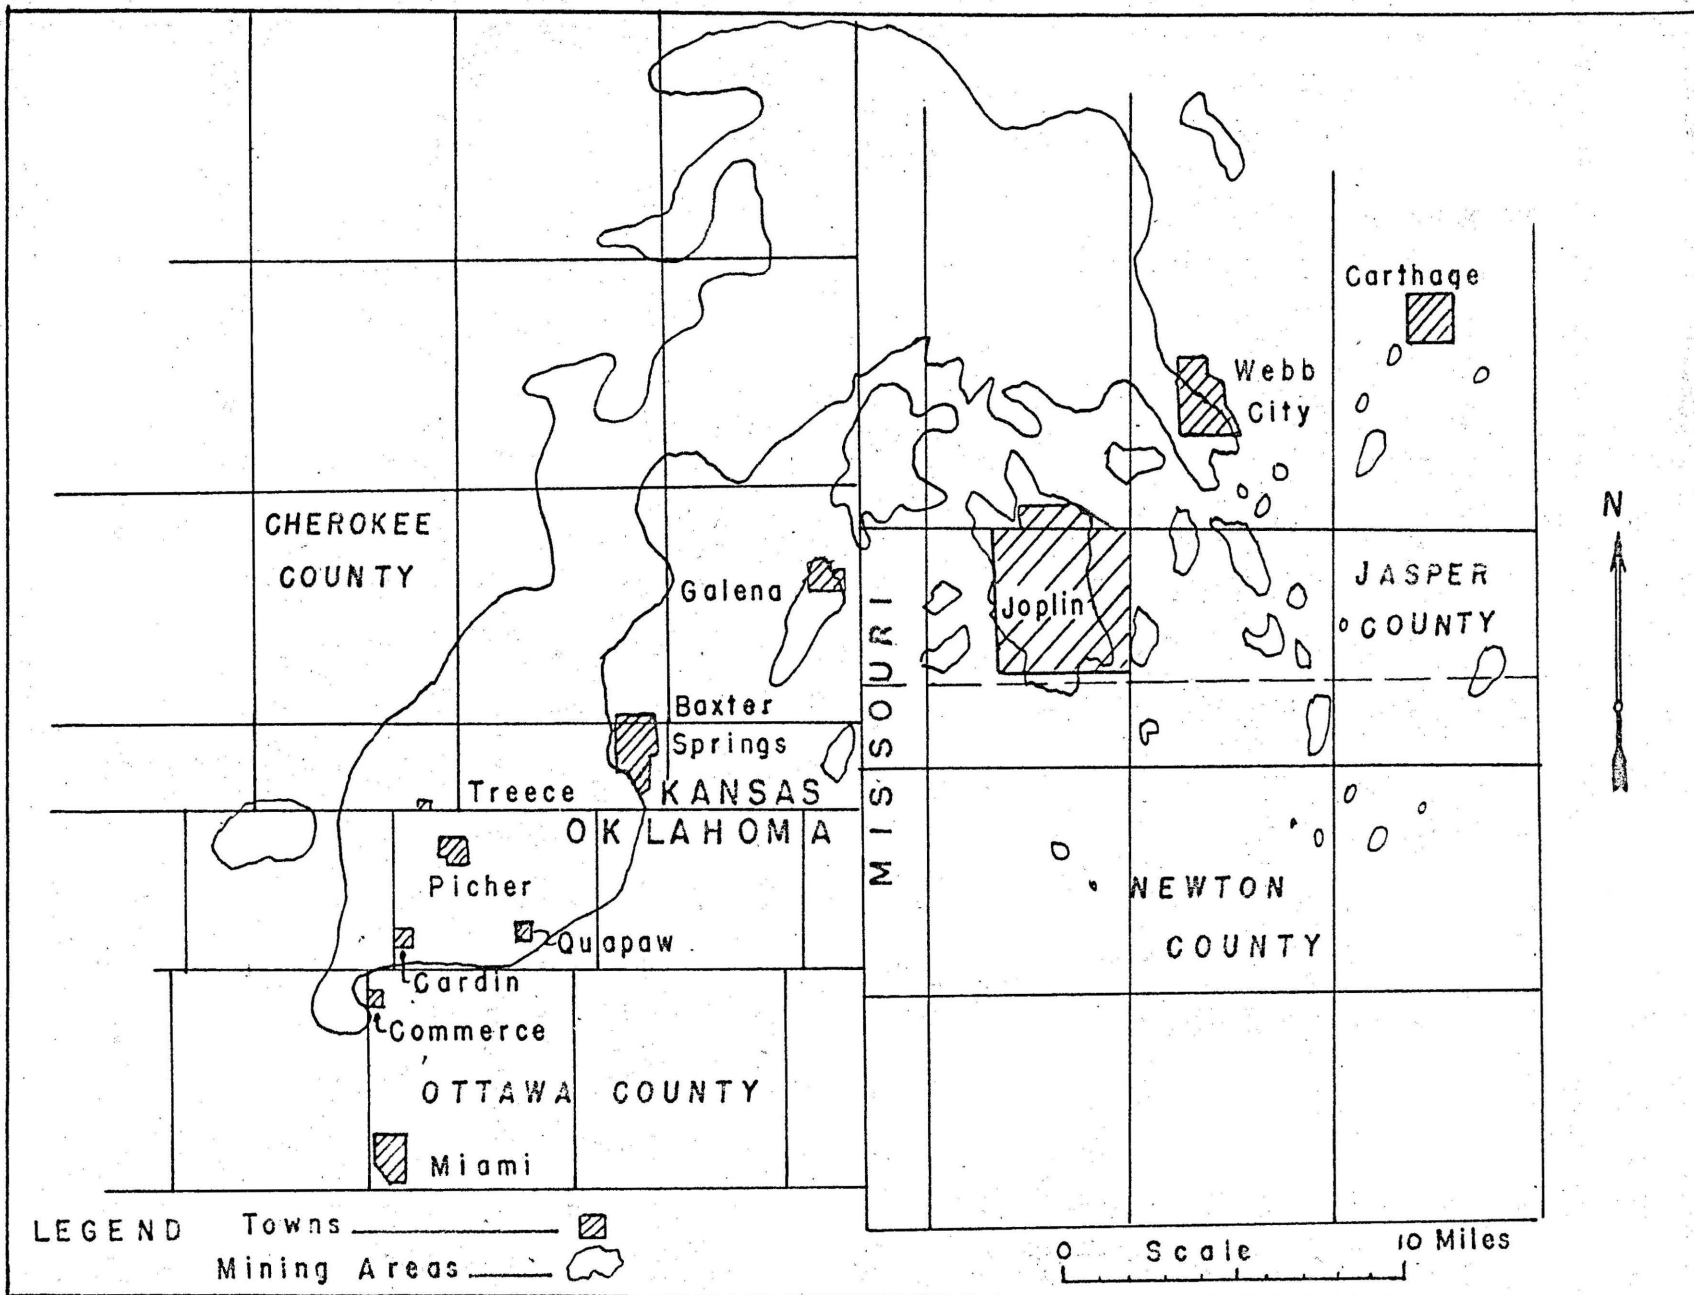 Carthage
Webb
City
CHEROKEE
COUNTY
N
Galena
Joplin
JASPER
COUNTY
MISSOURI
Baxter
Springs
Treece
KANSAS
OKLAHOMA
Picher
NEWTON
COUNTY
Quapaw
Cardin
Commerce
OTTAWA COUNTY
Miami
LEGEND Towns
Mining Areas
0 Scale 10 Miles